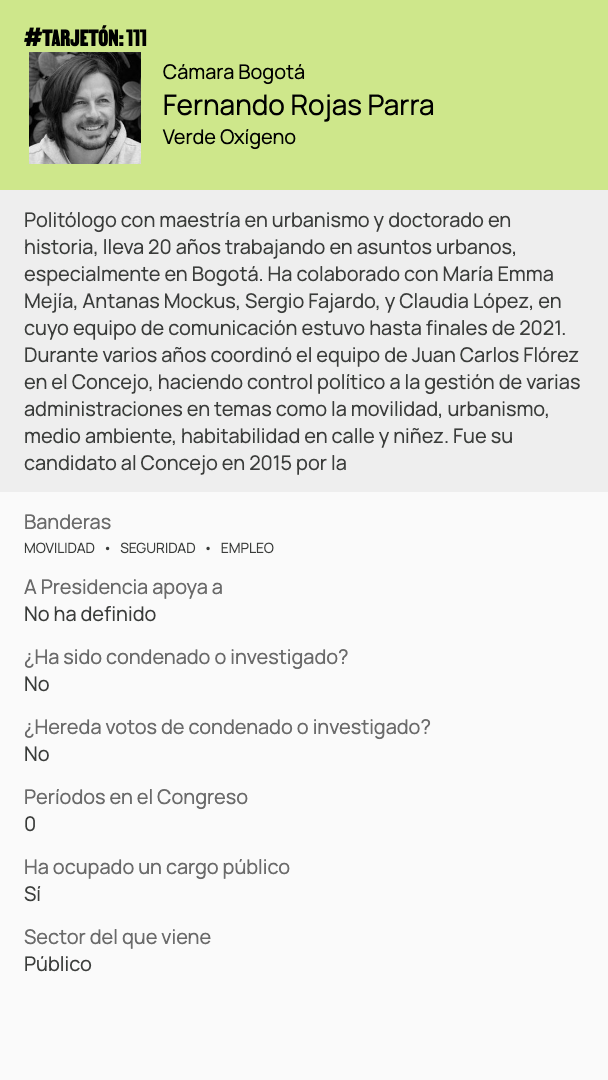 #TARJETÓN: 111
Cámara Bogotá
Fernando Rojas Parra
Verde Oxígeno
Politólogo con maestría en urbanismo y doctorado en
historia, lleva 20 años trabajando en asuntos urbanos,
especialmente en Bogotá. Ha colaborado con María Emma
Mejía, Antanas Mockus, Sergio Fajardo, y Claudia López, en
cuyo equipo de comunicación estuvo hasta finales de 2021.
Durante varios años coordinó el equipo de Juan Carlos Flórez
en el Concejo, haciendo control político a la gestión de varias
administraciones en temas como la movilidad, urbanismo,
medio ambiente, habitabilidad en calle y niñez. Fue su
candidato al Concejo en 2015 por la
Banderas
MOVILIDAD • SEGURIDAD • EMPLEO
A Presidencia apoya a
No ha definido
¿Ha sido condenado o investigado?
No
¿Hereda votos de condenado o investigado?
No
Períodos en el Congreso
0
Ha ocupado un cargo público
Sí
Sector del que viene
Público